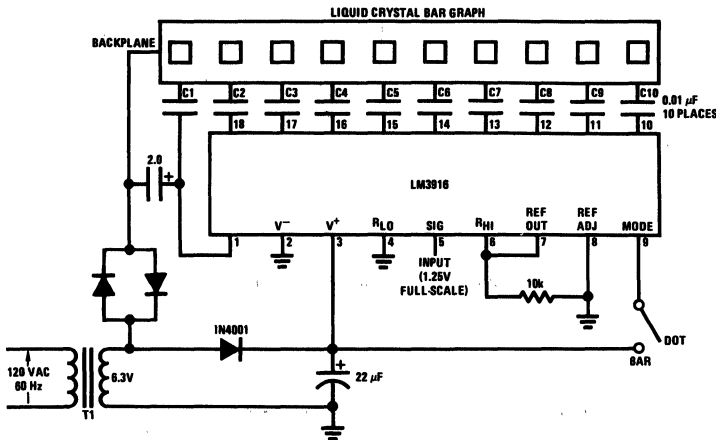 LIQUID CRYSTAL BAR GRAPH
BACKPLANE
C1 C2 C3 C4 C5 C6 C7 C8 C9 C10
0.01 µF
10 PLACES
18 17 16 15 14 13 12 11 10
2.0
+
LM3916
V− V+ RLO SIG RHI REF OUT REF ADJ MODE
1 2 3 4 5 6 7 8 9
INPUT
(1.25V
FULL-SCALE)
10k
IN4001
DOT
BAR
120 VAC
60 Hz
6.3V
+
22 µF
T1